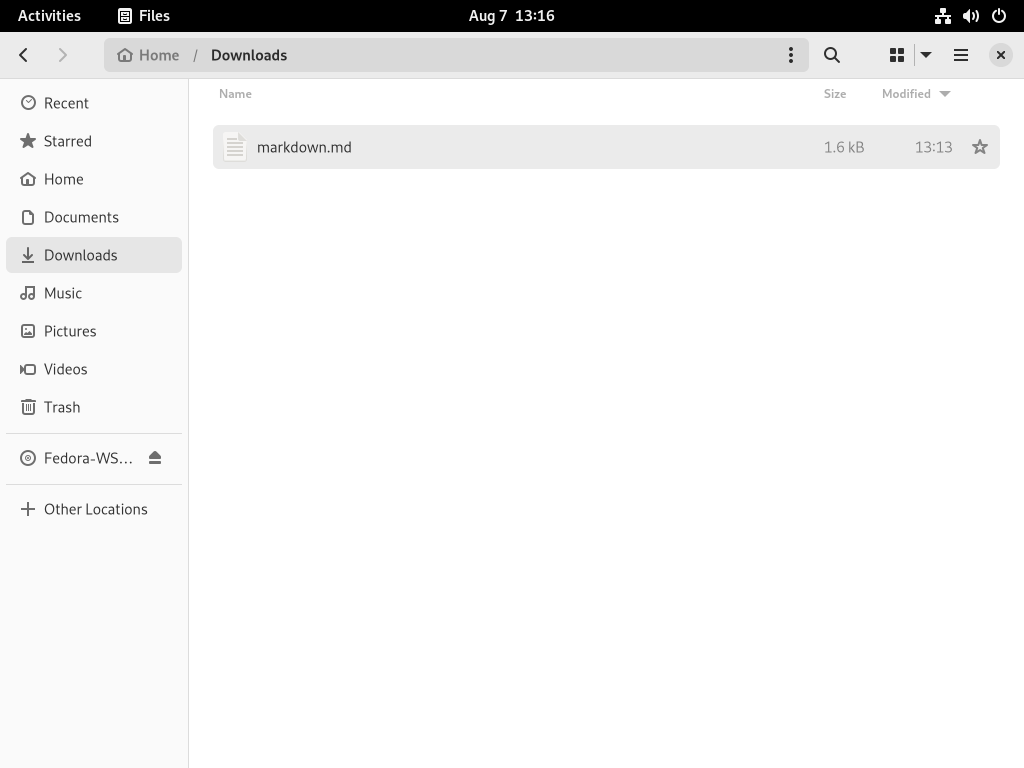 Activities Files Aug 7 13:16
Home / Downloads
Name Size Modified
markdown.md 1.6 kB 13:13
Recent
Starred
Home
Documents
Downloads
Music
Pictures
Videos
Trash
Fedora-WS…
Other Locations